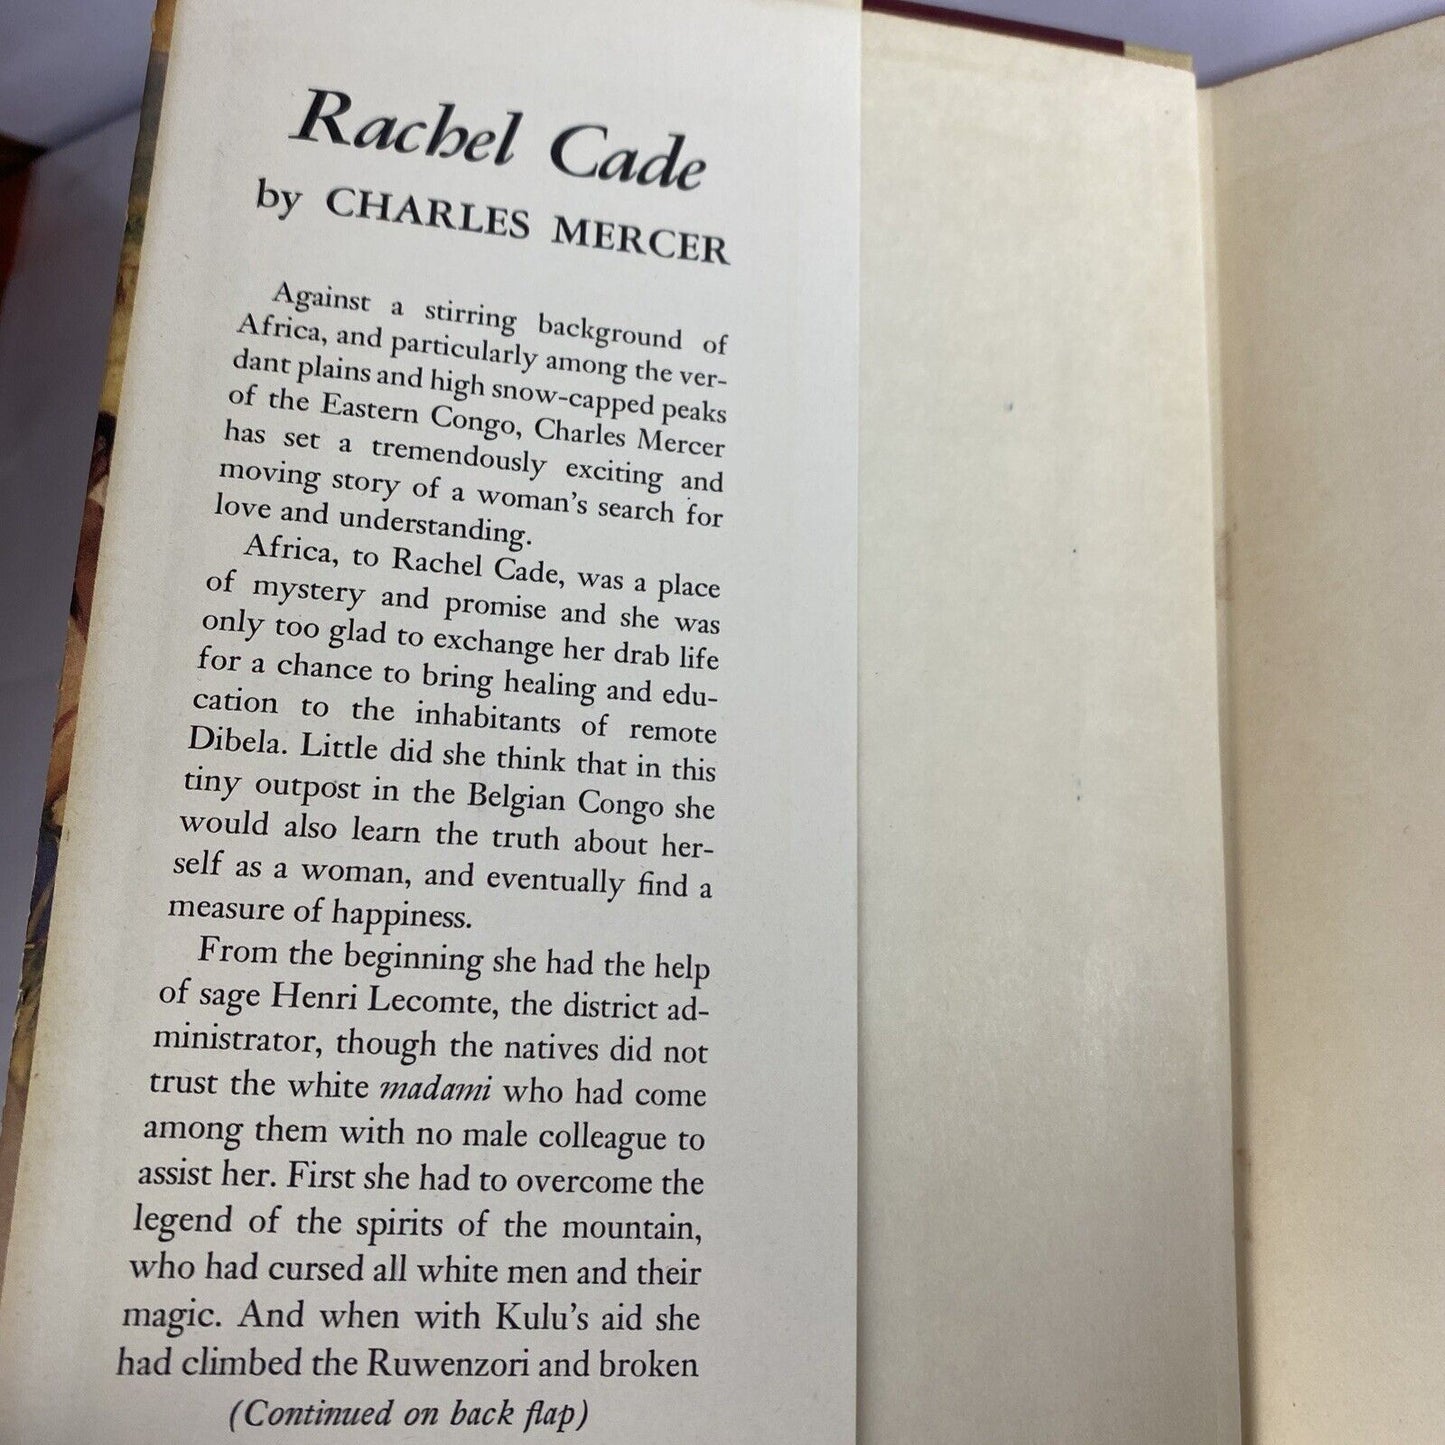 Rachel Cade
by CHARLES MERCER
Against a stirring background of
Africa, and particularly among the ver-
dant plains and high snow-capped peaks
of the Eastern Congo, Charles Mercer
has set a tremendously exciting and
moving story of a woman's search for
love and understanding.
Africa, to Rachel Cade, was a place
of mystery and promise and she was
only too glad to exchange her drab life
for a chance to bring healing and edu-
cation to the inhabitants of remote
Dibela. Little did she think that in this
tiny outpost in the Belgian Congo she
would also learn the truth about her-
self as a woman, and eventually find a
measure of happiness.
From the beginning she had the help
of sage Henri Lecomte, the district ad-
ministrator, though the natives did not
trust the white madami who had come
among them with no male colleague to
assist her. First she had to overcome the
legend of the spirits of the mountain,
who had cursed all white men and their
magic. And when with Kulu's aid she
had climbed the Ruwenzori and broken
(Continued on back flap)